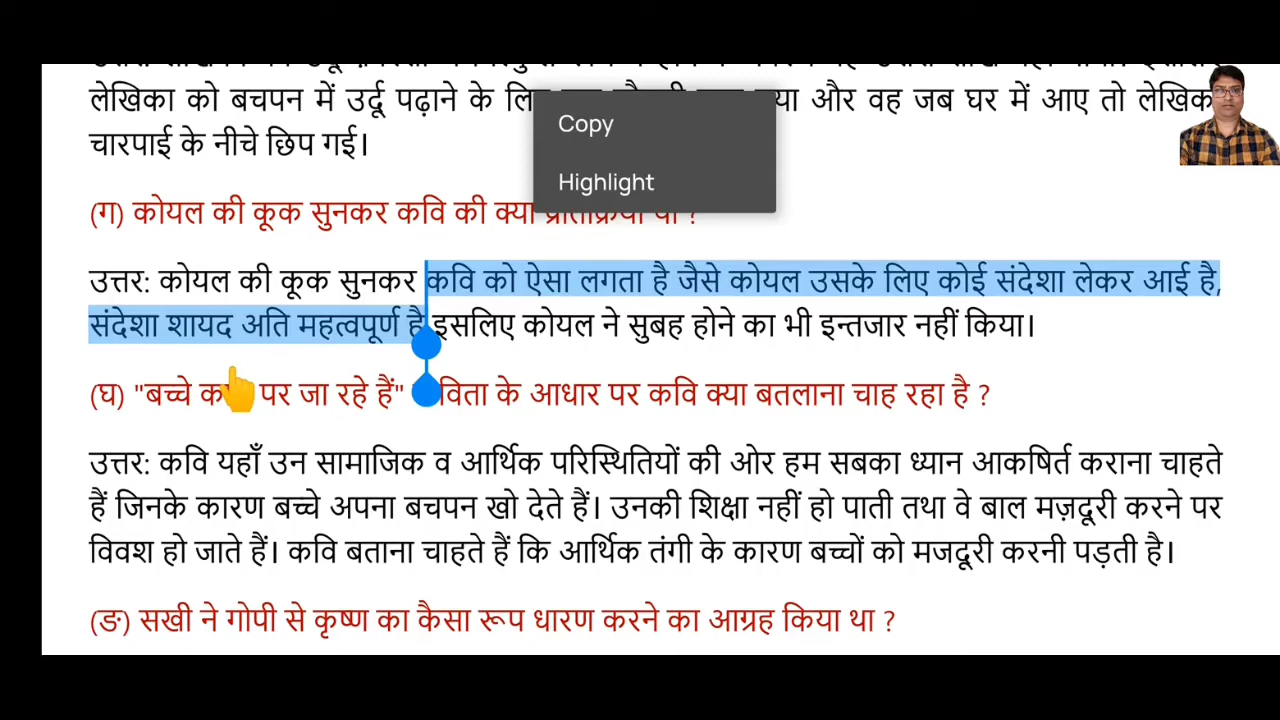 लेखिका को बचपन में उर्दू पढ़ाने के और वह जब घर में आए तो
चारपाई के नीचे छिप गई।
Copy
Highlight
(ग) कोयल की कूक सुनकर कवि की क्या ?
उत्तर: कोयल की कूक सुनकर कवि को ऐसा लगता है जैसे कोयल उसके लिए कोई संदेशा लेकर आई है,
संदेशा शायद अति महत्वपूर्ण है इसलिए कोयल ने सुबह होने का भी इन्तजार नहीं किया।
(घ) "बच्चे पर जा रहे हैं" के आधार पर कवि क्या बतलाना चाह रहा है ?
उत्तर: कवि यहाँ उन सामाजिक व आर्थिक परिस्थितियों की ओर हम सबका ध्यान आकषिर्त कराना चाहते
हैं जिनके कारण बच्चे अपना बचपन खो देते हैं। उनकी शिक्षा नहीं हो पाती तथा वे बाल मज़दूरी करने पर
विवश हो जाते हैं। कवि बताना चाहते हैं कि आर्थिक तंगी के कारण बच्चों को मजदूरी करनी पड़ती है।
(ङ) सखी ने गोपी से कृष्ण का कैसा रूप धारण करने का आग्रह किया था ?